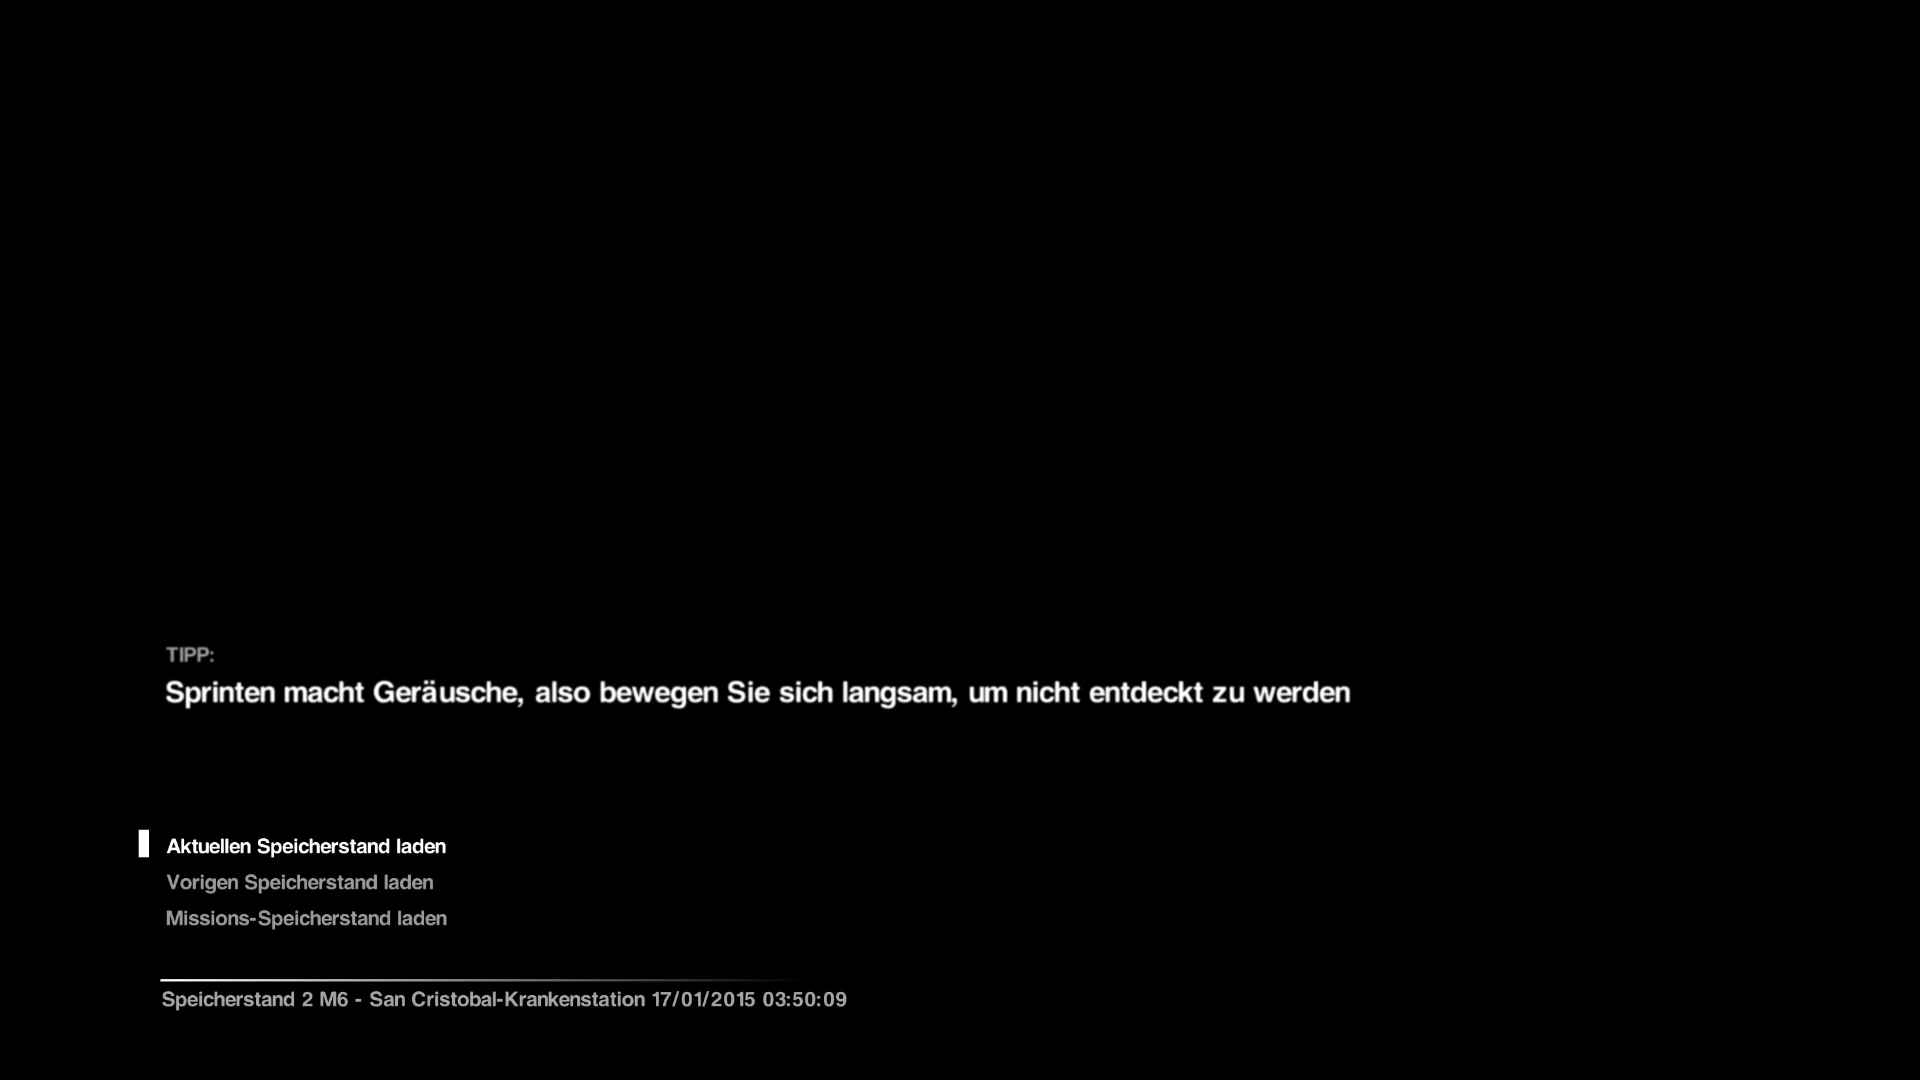 TIPP:
Sprinten macht Geräusche, also bewegen Sie sich langsam, um nicht entdeckt zu werden
Aktuellen Speicherstand laden
Vorigen Speicherstand laden
Missions-Speicherstand laden
Speicherstand 2 M6 - San Cristobal-Krankenstation 17/01/2015 03:50:09